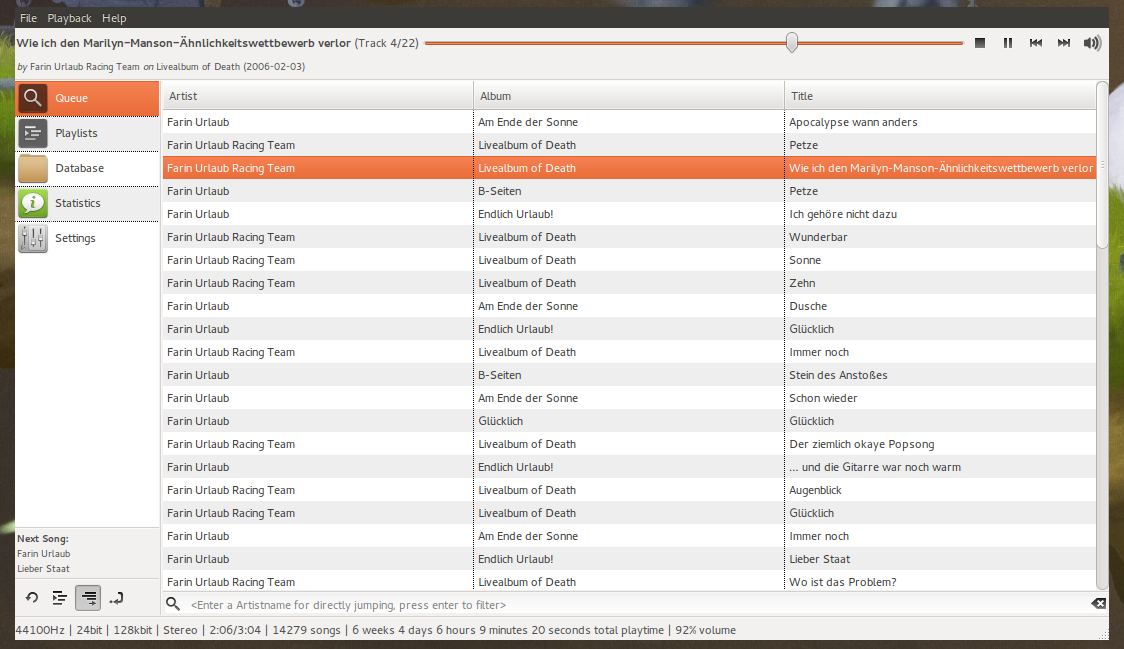 File Playback Help
Wie ich den Marilyn-Manson-Ähnlichkeitswettbewerb verlor (Track 4/22)
by Farin Urlaub Racing Team on Livealbum of Death (2006-02-03)
Queue
Playlists
Database
Statistics
Settings
Artist Album Title
Farin Urlaub Am Ende der Sonne Apocalypse wann anders
Farin Urlaub Racing Team Livealbum of Death Petze
Farin Urlaub Racing Team Livealbum of Death Wie ich den Marilyn-Manson-Ähnlichkeitswettbewerb verlor
Farin Urlaub B-Seiten Petze
Farin Urlaub Endlich Urlaub! Ich gehöre nicht dazu
Farin Urlaub Racing Team Livealbum of Death Wunderbar
Farin Urlaub Racing Team Livealbum of Death Sonne
Farin Urlaub Racing Team Livealbum of Death Zehn
Farin Urlaub Am Ende der Sonne Dusche
Farin Urlaub Endlich Urlaub! Glücklich
Farin Urlaub Racing Team Livealbum of Death Immer noch
Farin Urlaub B-Seiten Stein des Anstoßes
Farin Urlaub Am Ende der Sonne Schon wieder
Farin Urlaub Glücklich Glücklich
Farin Urlaub Racing Team Livealbum of Death Der ziemlich okaye Popsong
Farin Urlaub Endlich Urlaub! ... und die Gitarre war noch warm
Farin Urlaub Racing Team Livealbum of Death Augenblick
Farin Urlaub Racing Team Livealbum of Death Glücklich
Farin Urlaub Am Ende der Sonne Immer noch
Farin Urlaub Endlich Urlaub! Lieber Staat
Farin Urlaub Racing Team Livealbum of Death Wo ist das Problem?
Next Song:
Farin Urlaub
Lieber Staat
<Enter a Artistname for directly jumping, press enter to filter>
44100Hz | 24bit | 128kbit | Stereo | 2:06/3:04 | 14279 songs | 6 weeks 4 days 6 hours 9 minutes 20 seconds total playtime | 92% volume